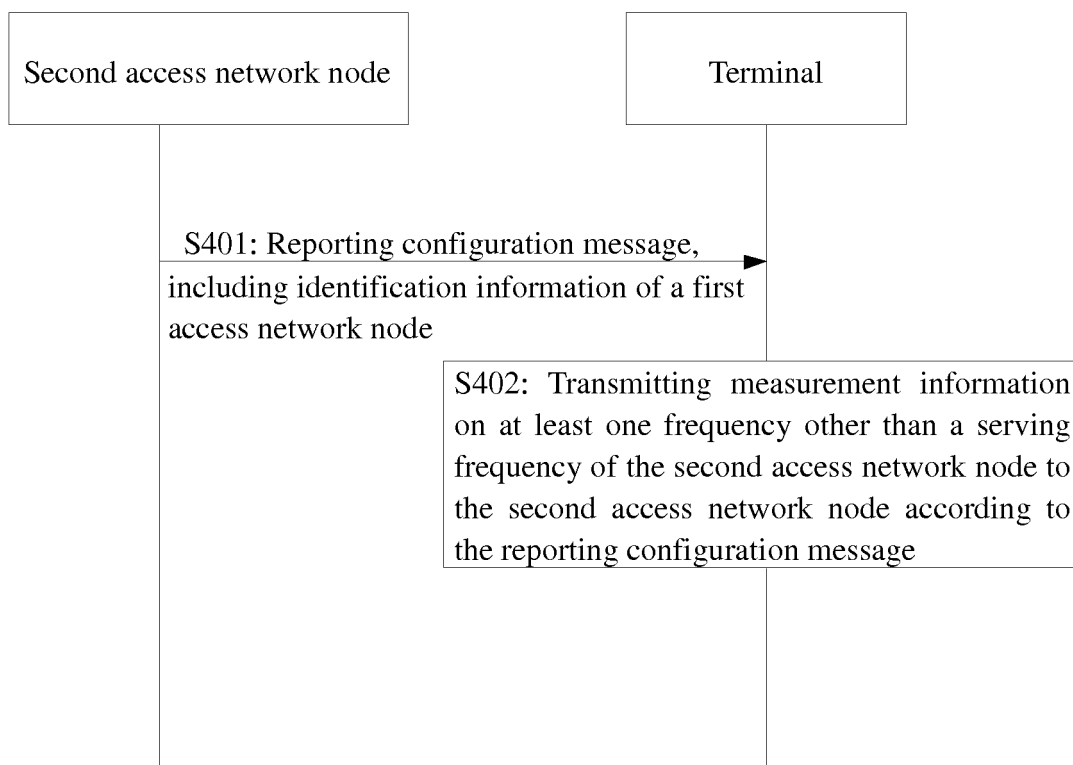 Second access network node
Terminal
S401: Reporting configuration message,
including identification information of a first
access network node
S402: Transmitting measurement information
on at least one frequency other than a serving
frequency of the second access network node to
the second access network node according to
the reporting configuration message